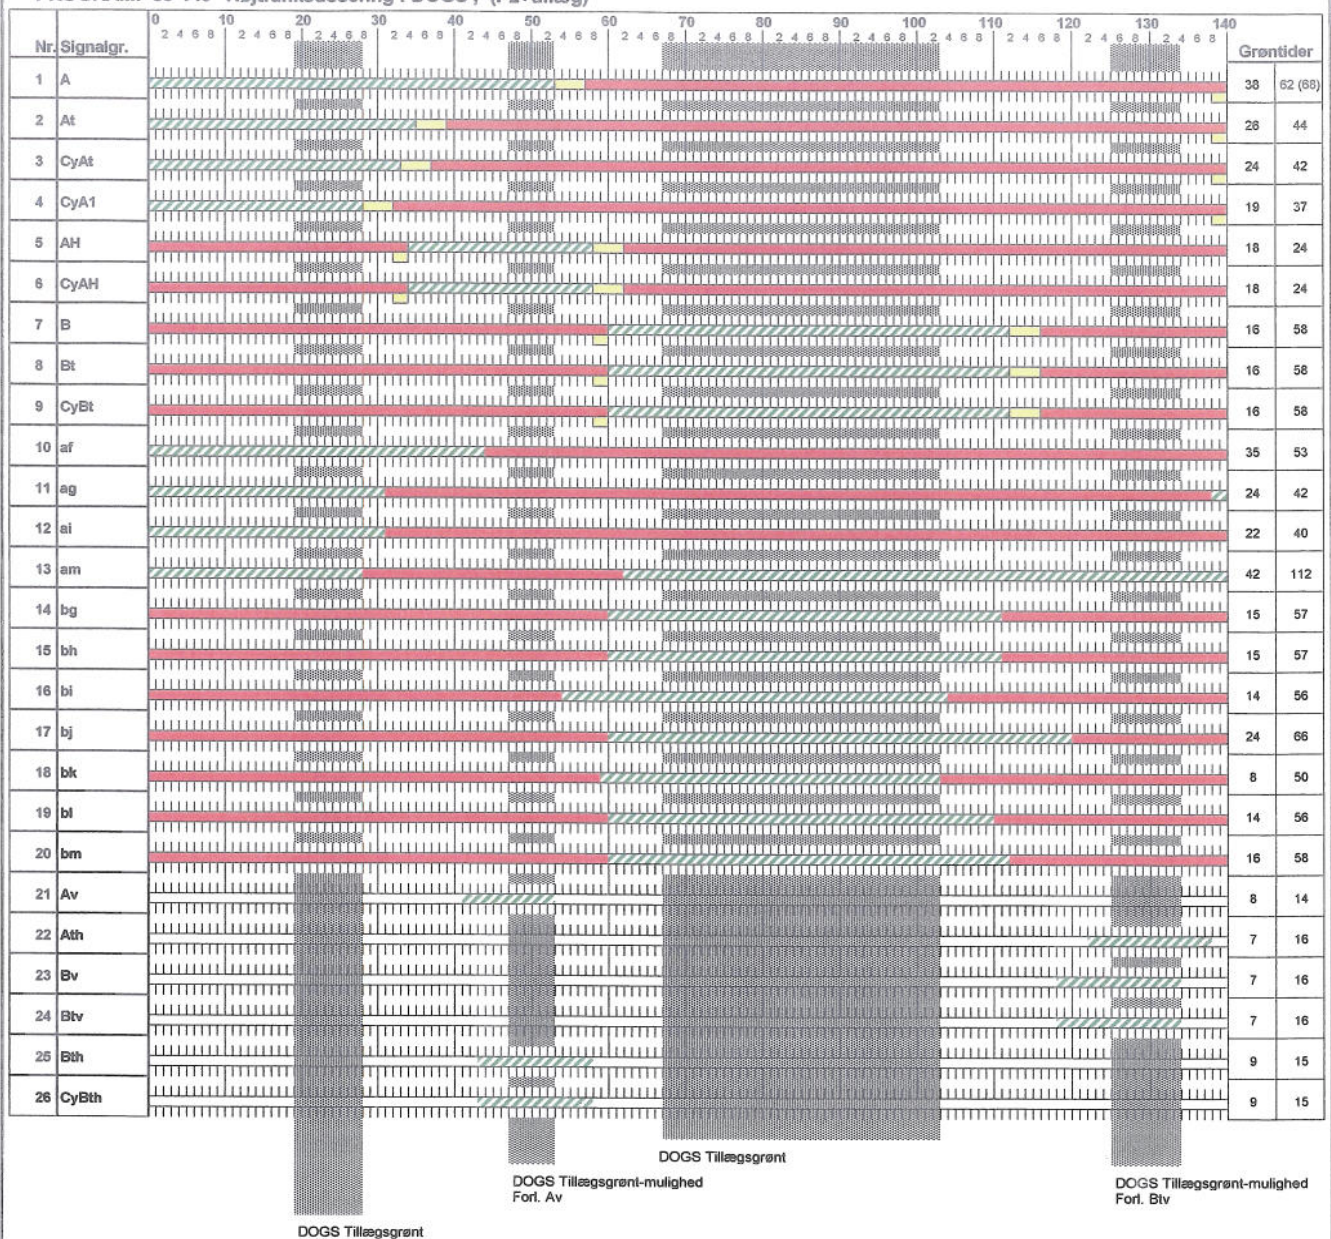 0 10 20 30 40 50 60 70 80 90 100 110 120 130 140
2 4 6 8 2 4 6 8 2 4 6 8 2 4 6 8 2 4 6 8 2 4 6 8 2 4 6 8 2 4 6 8 2 4 6 8 2 4 6 8 2 4 6 8 2 4 6 8 2 4 6 8 2 4 6 8
Nr. Signalgr. Grøntider
1 A 38 62 (68)
2 At 26 44
3 CyAt 24 42
4 CyA1 19 37
5 AH 18 24
6 CyAH 18 24
7 B 16 58
8 Bt 16 58
9 CyBt 16 58
10 af 35 53
11 ag 24 42
12 ai 22 40
13 am 42 112
14 bg 15 57
15 bh 15 57
16 bi 14 56
17 bj 24 66
18 bk 8 50
19 bl 14 56
20 bm 16 58
21 Av 8 14
22 Ath 7 16
23 Bv 7 16
24 Btv 7 16
25 Bth 9 15
26 CyBth 9 15
DOGS Tillægsgrønt
DOGS Tillægsgrønt-mulighed
Forl. Av
DOGS Tillægsgrønt-mulighed
Forl. Btv
DOGS Tillægsgrønt